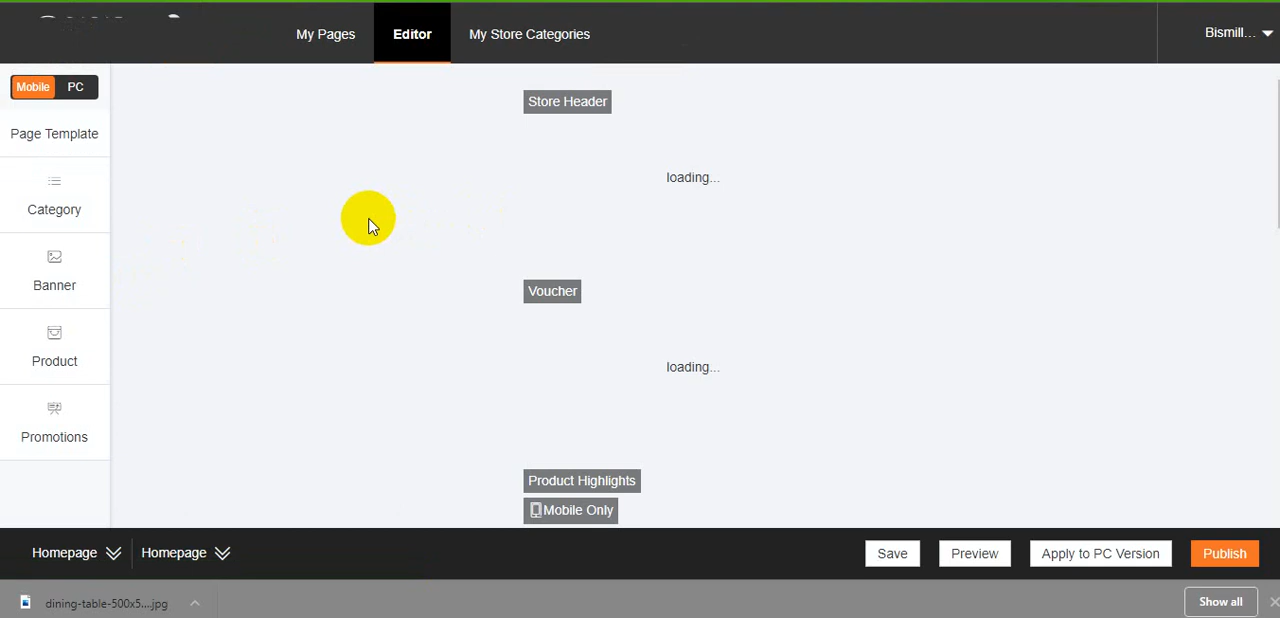 My Pages
Editor
My Store Categories
Bismill...
Mobile
PC
Page Template
Category
Banner
Product
Promotions
Store Header
loading...
Voucher
loading...
Product Highlights
Mobile Only
Homepage
Homepage
Save
Preview
Apply to PC Version
Publish
dining-table-500x5....jpg
Show all